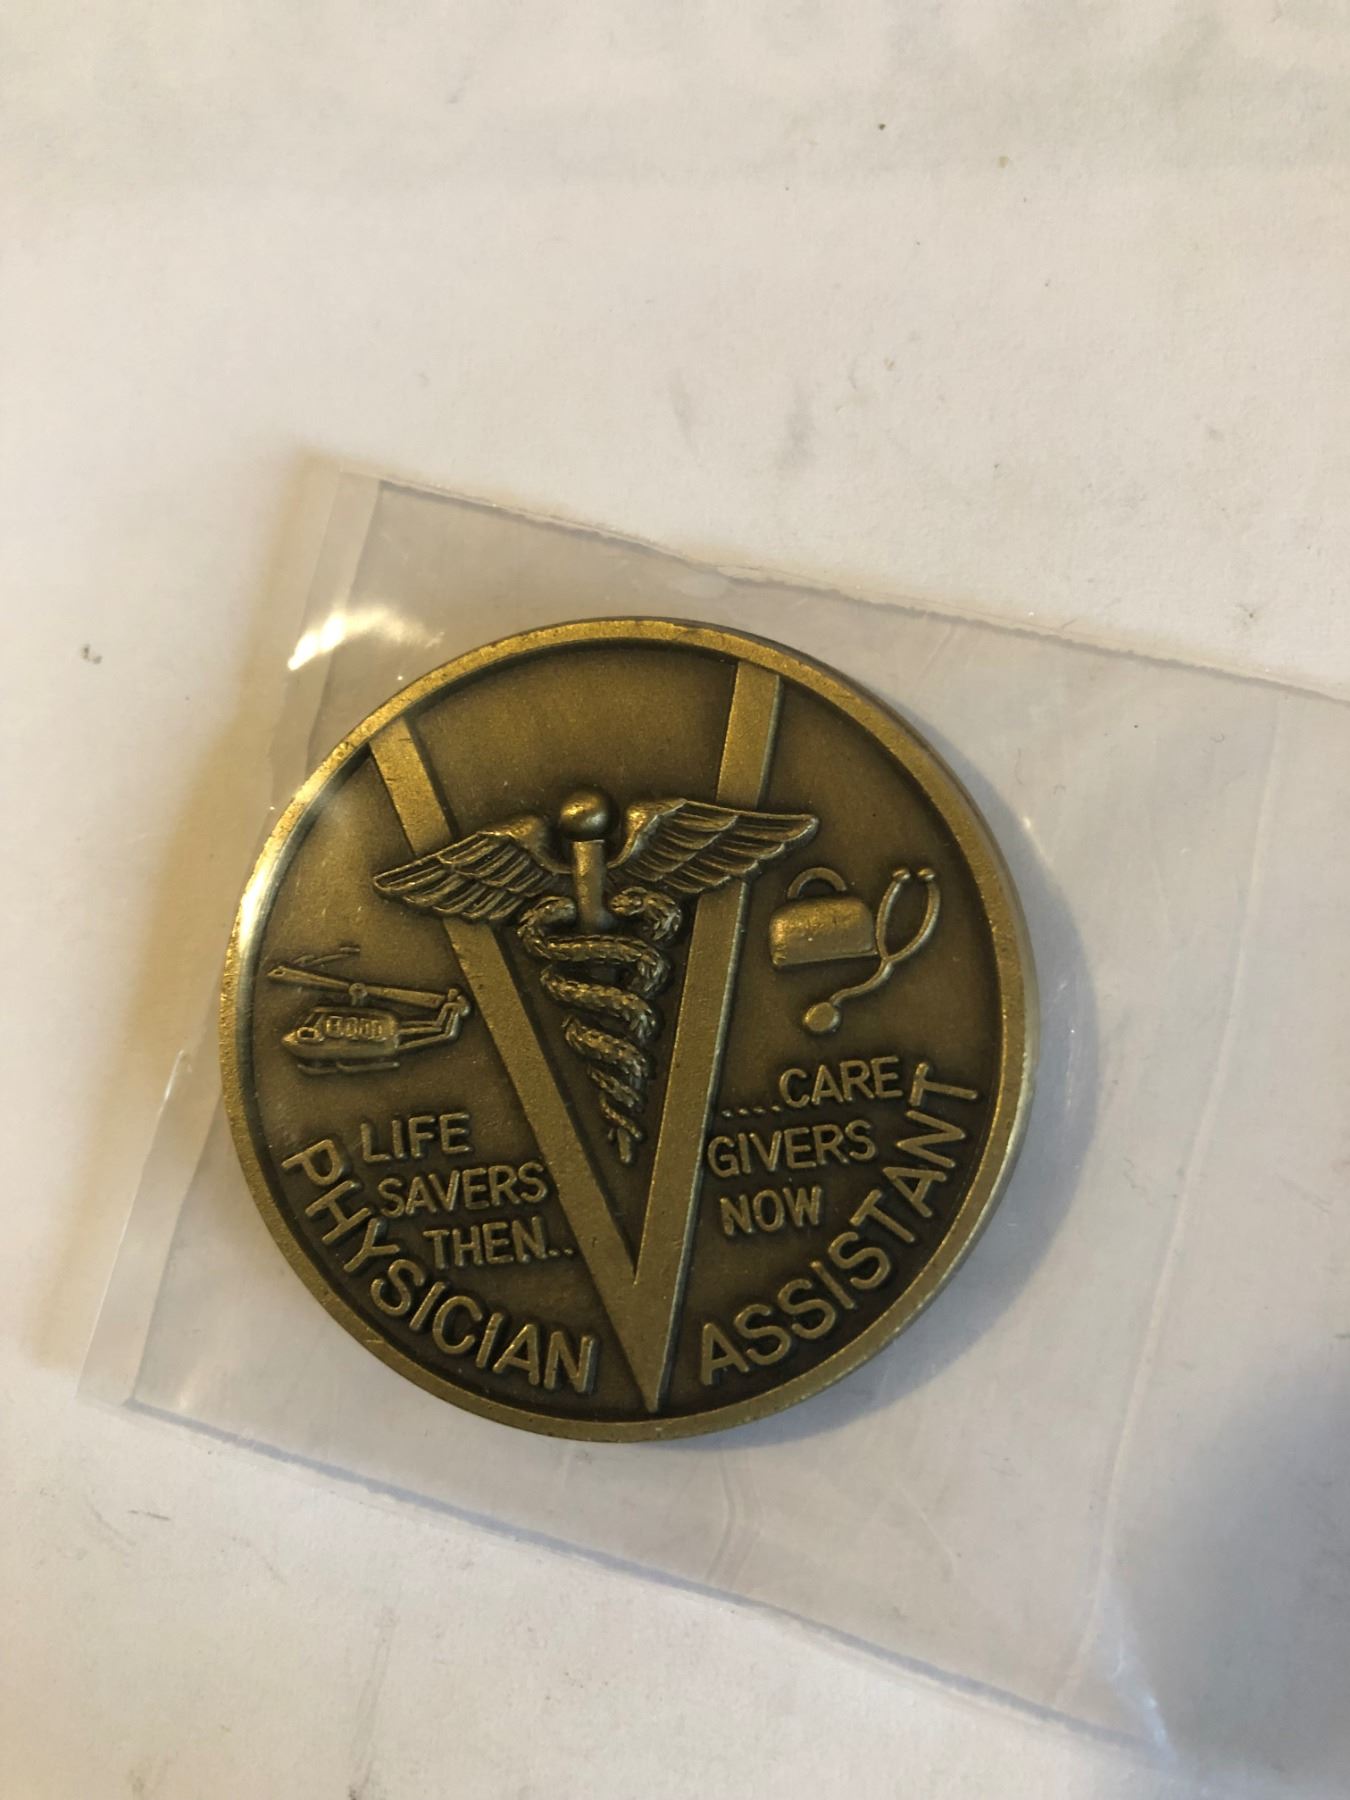 LIFE
SAVERS
THEN..
....CARE
GIVERS
NOW
PHYSICIAN ASSISTANT